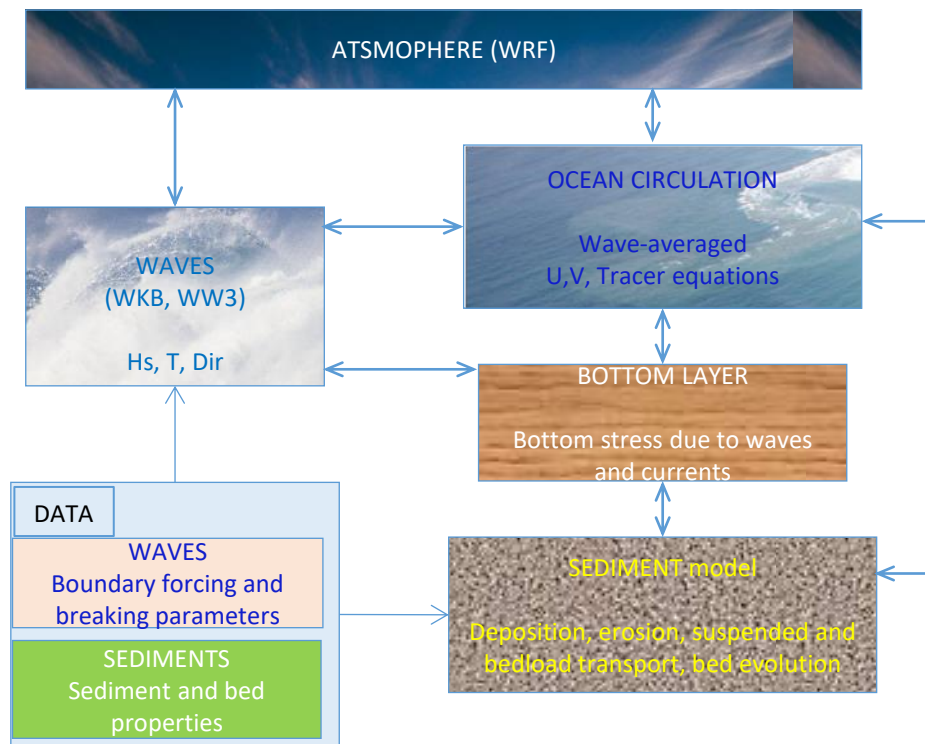 ATSMOPHERE (WRF)
OCEAN CIRCULATION
Wave-averaged
U,V, Tracer equations
WAVES
(WKB, WW3)
Hs, T, Dir
BOTTOM LAYER
Bottom stress due to waves
and currents
DATA
WAVES
Boundary forcing and
breaking parameters
SEDIMENTS
Sediment and bed
properties
SEDIMENT model
Deposition, erosion, suspended and
bedload transport, bed evolution